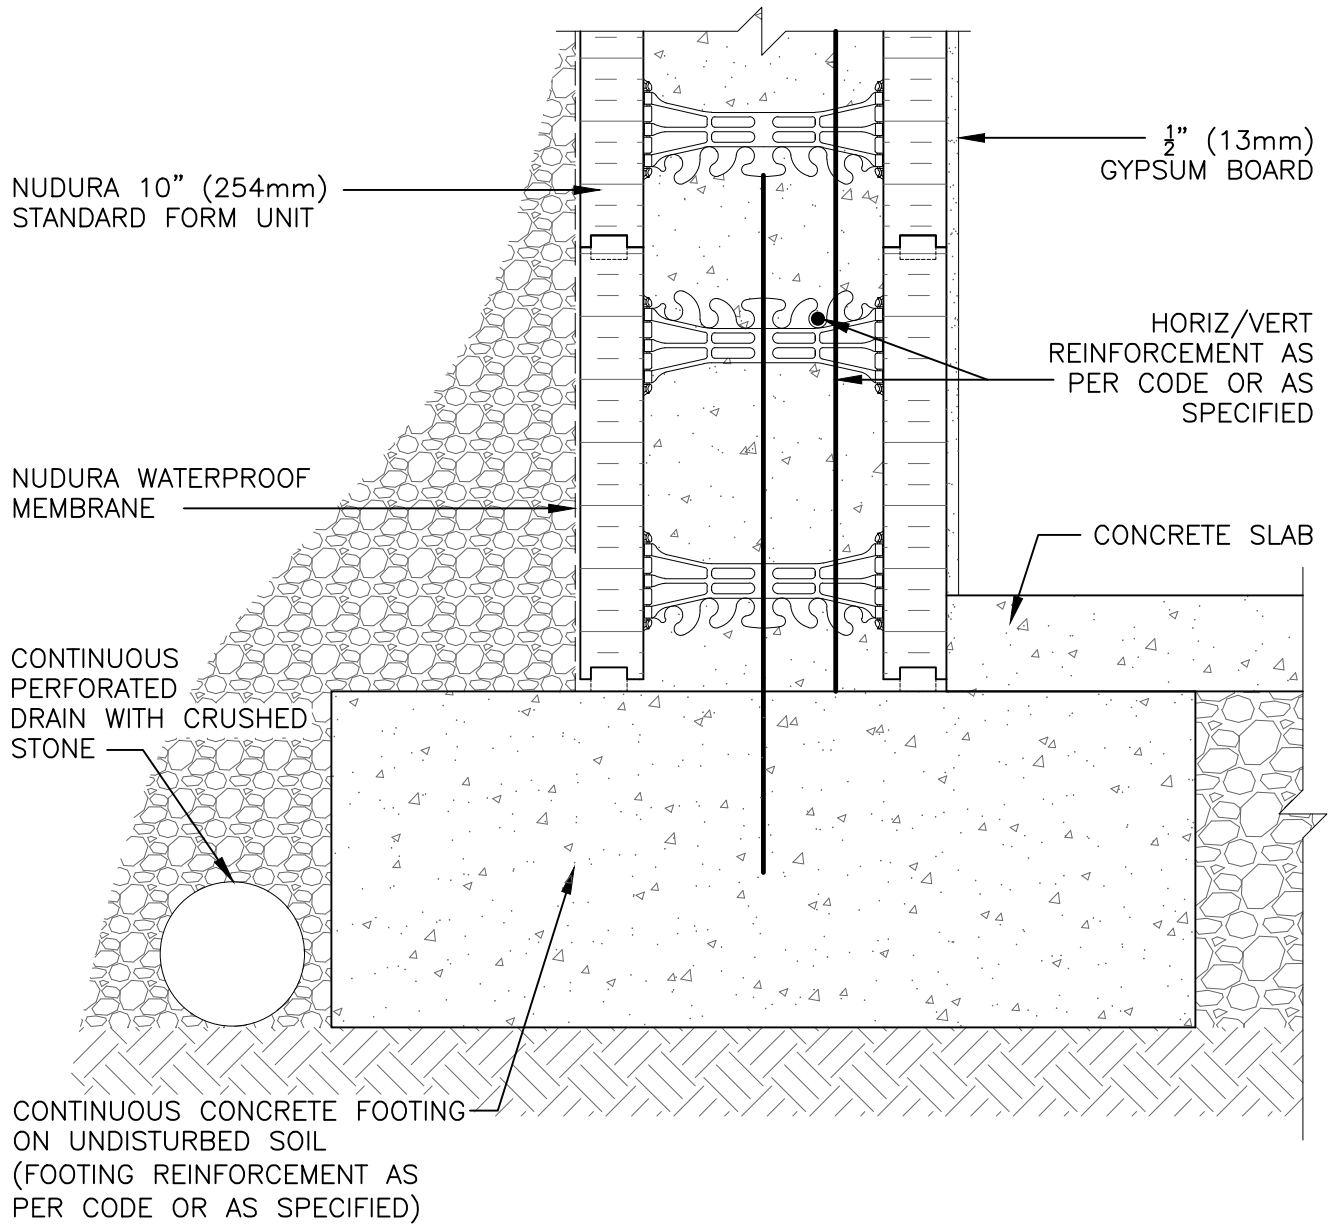 ½" (13mm)
GYPSUM BOARD
NUDURA 10" (254mm)
STANDARD FORM UNIT
HORIZ/VERT
REINFORCEMENT AS
PER CODE OR AS
SPECIFIED
NUDURA WATERPROOF
MEMBRANE
CONCRETE SLAB
CONTINUOUS
PERFORATED
DRAIN WITH CRUSHED
STONE
CONTINUOUS CONCRETE FOOTING
ON UNDISTURBED SOIL
(FOOTING REINFORCEMENT AS
PER CODE OR AS SPECIFIED)